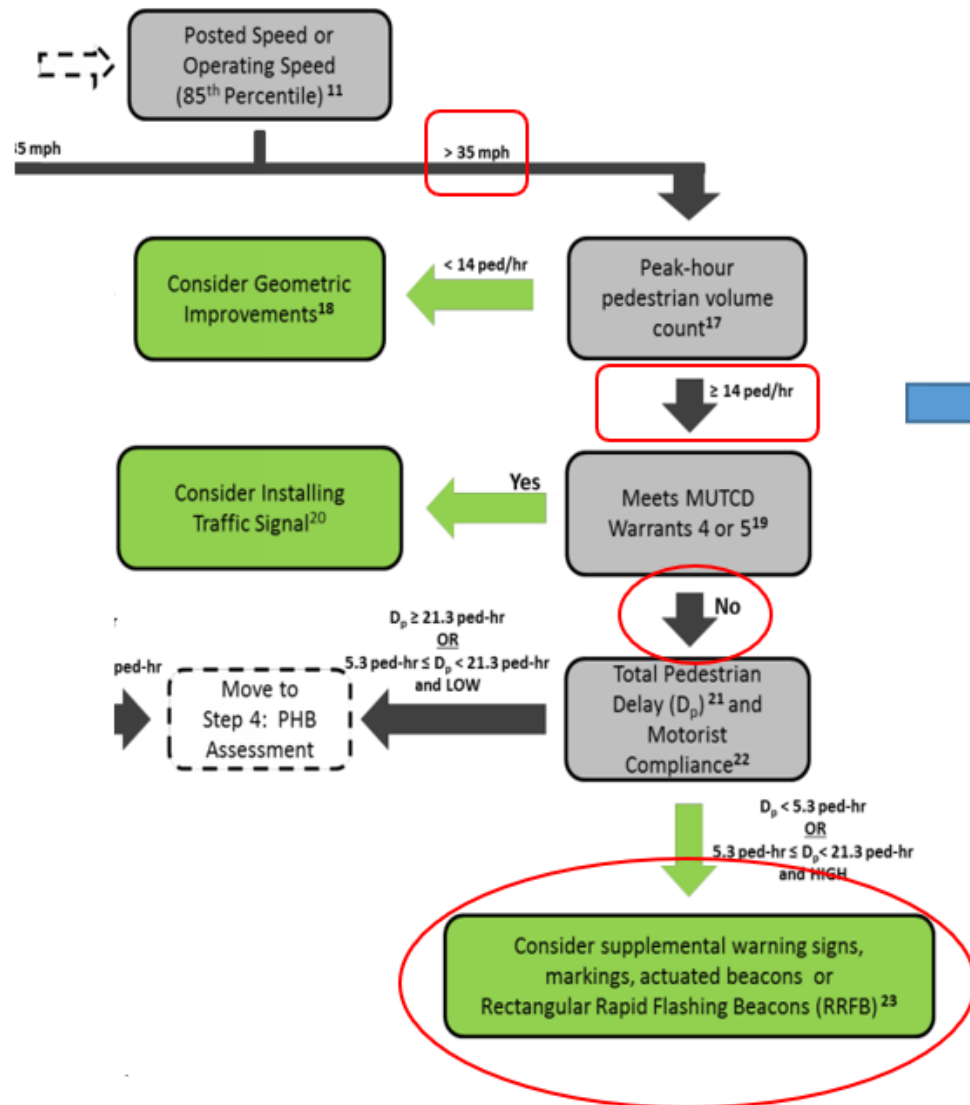 Posted Speed or
Operating Speed
(85th Percentile) 11
35 mph
> 35 mph
< 14 ped/hr
Consider Geometric
Improvements18
Peak-hour
pedestrian volume
count17
≥ 14 ped/hr
Yes
Consider Installing
Traffic Signal20
Meets MUTCD
Warrants 4 or 519
No
Dp ≥ 21.3 ped-hr
OR
5.3 ped-hr ≤ Dp < 21.3 ped-hr
and LOW
ped-hr
Move to
Step 4: PHB
Assessment
Total Pedestrian
Delay (Dp) 21 and
Motorist
Compliance22
Dp < 5.3 ped-hr
OR
5.3 ped-hr ≤ Dp< 21.3 ped-hr
and HIGH
Consider supplemental warning signs,
markings, actuated beacons or
Rectangular Rapid Flashing Beacons (RRFB) 23